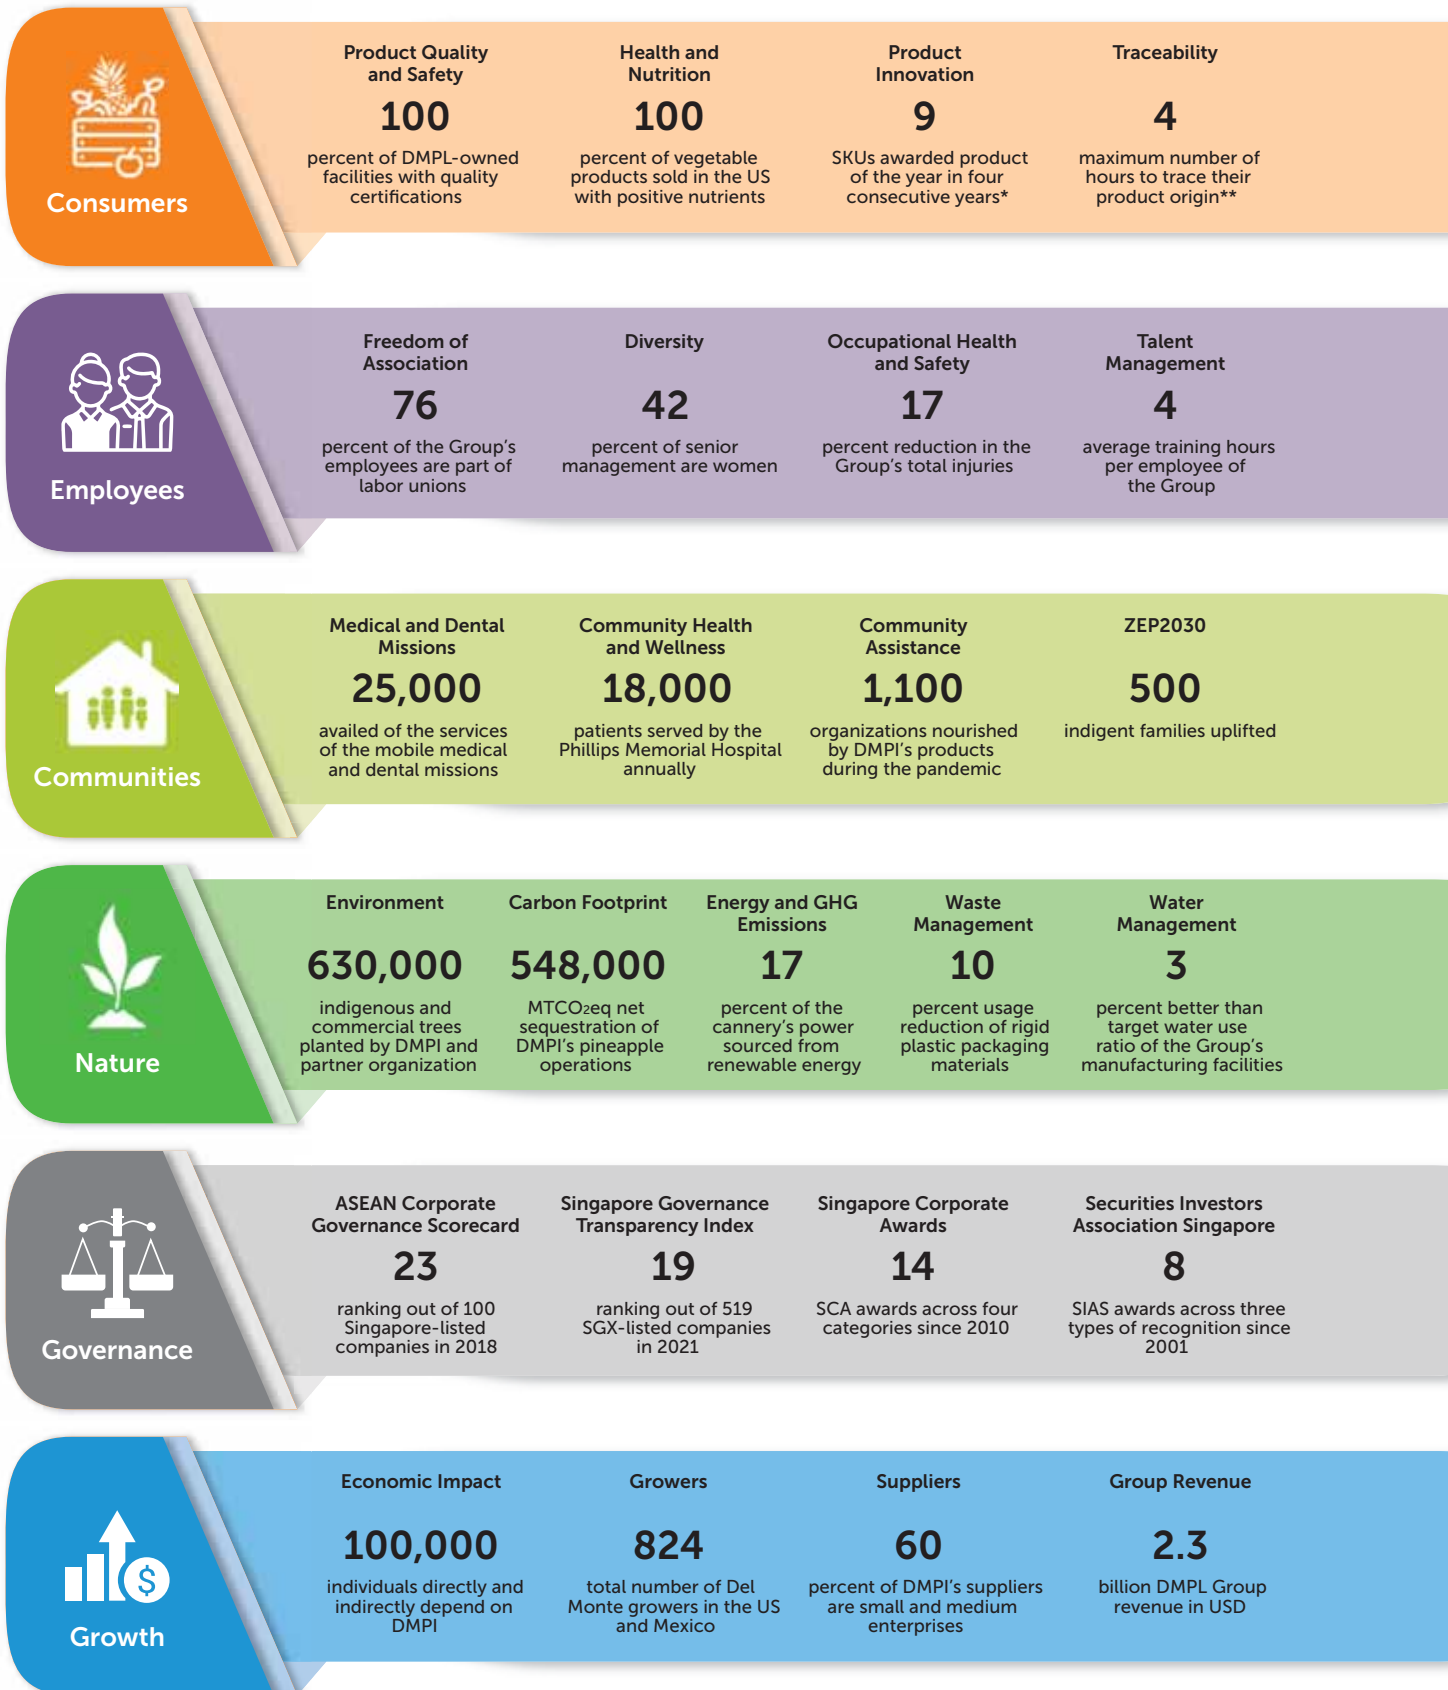 Consumers
Product Quality
and Safety
100
percent of DMPL-owned
facilities with quality
certifications
Health and
Nutrition
100
percent of vegetable
products sold in the US
with positive nutrients
Product
Innovation
9
SKUs awarded product
of the year in four
consecutive years*
Traceability
4
maximum number of
hours to trace their
product origin**
Employees
Freedom of
Association
76
percent of the Group's
employees are part of
labor unions
Diversity
42
percent of senior
management are women
Occupational Health
and Safety
17
percent reduction in the
Group's total injuries
Talent
Management
4
average training hours
per employee of
the Group
Communities
Medical and Dental
Missions
25,000
availed of the services
of the mobile medical
and dental missions
Community Health
and Wellness
18,000
patients served by the
Phillips Memorial Hospital
annually
Community
Assistance
1,100
organizations nourished
by DMPI's products
during the pandemic
ZEP2030
500
indigent families uplifted
Nature
Environment
630,000
indigenous and
commercial trees
planted by DMPI and
partner organization
Carbon Footprint
548,000
MTCO2eq net
sequestration of
DMPI's pineapple
operations
Energy and GHG
Emissions
17
percent of the
cannery's power
sourced from
renewable energy
Waste
Management
10
percent usage
reduction of rigid
plastic packaging
materials
Water
Management
3
percent better than
target water use
ratio of the Group's
manufacturing facilities
Governance
ASEAN Corporate
Governance Scorecard
23
ranking out of 100
Singapore-listed
companies in 2018
Singapore Governance
Transparency Index
19
ranking out of 519
SGX-listed companies
in 2021
Singapore Corporate
Awards
14
SCA awards across four
categories since 2010
Securities Investors
Association Singapore
8
SIAS awards across three
types of recognition since
2001
$
Growth
Economic Impact
100,000
individuals directly and
indirectly depend on
DMPI
Growers
824
total number of Del
Monte growers in the US
and Mexico
Suppliers
60
percent of DMPI's suppliers
are small and medium
enterprises
Group Revenue
2.3
billion DMPL Group
revenue in USD